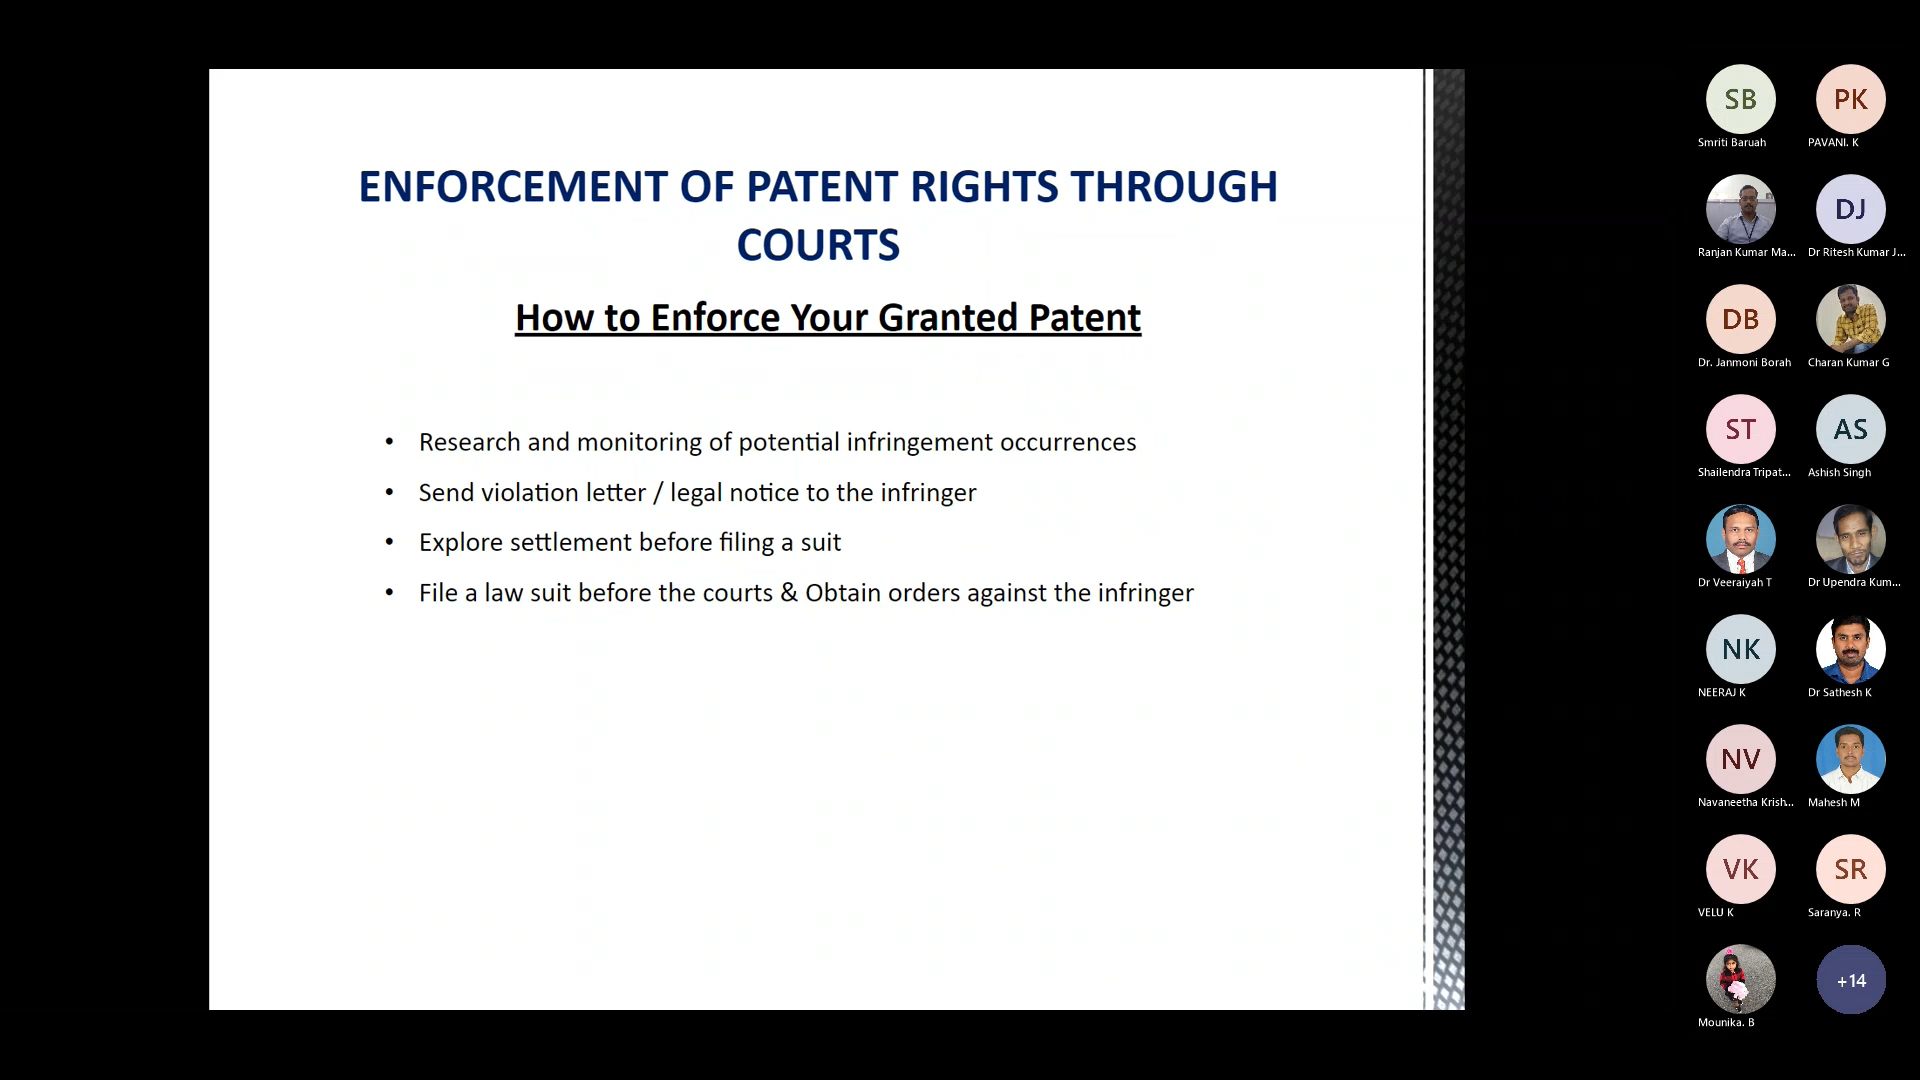 ENFORCEMENT OF PATENT RIGHTS THROUGH
COURTS
How to Enforce Your Granted Patent
• Research and monitoring of potential infringement occurrences
• Send violation letter / legal notice to the infringer
• Explore settlement before filing a suit
• File a law suit before the courts & Obtain orders against the infringer
SB
PK
Smriti Baruah
PAVANI. K
DJ
Ranjan Kumar Ma...
Dr Ritesh Kumar J...
DB
Dr. Janmoni Borah
Charan Kumar G
ST
AS
Shailendra Tripat...
Ashish Singh
Dr Veeraiyah T
Dr Upendra Kum...
NK
NEERAJ K
Dr Sathesh K
NV
Navaneetha Krish...
Mahesh M
VK
SR
VELU K
Saranya. R
+14
Mounika. B